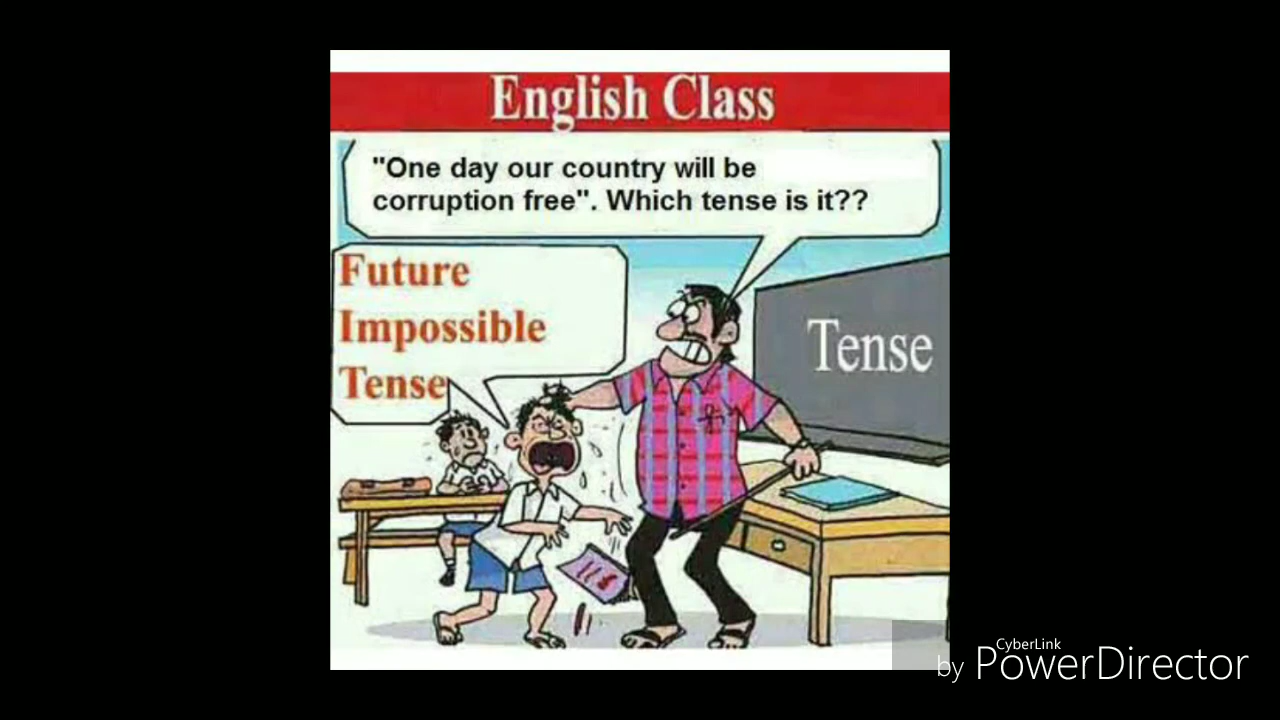 English Class
"One day our country will be
corruption free". Which tense is it??
Future
Impossible
Tense
Tense
CyberLink
by PowerDirector